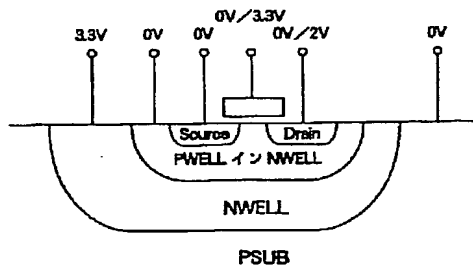 0V/3.3V
3.3V 0V 0V 0V/2V 0V
Source Drain
PWELL イン NWELL
NWELL
PSUB